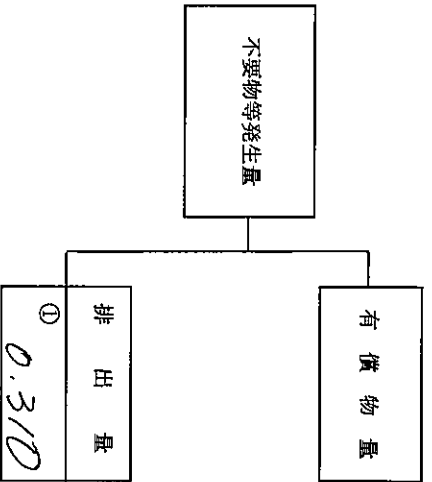 不要物等発生量
有償物量
排出量
①
0.310